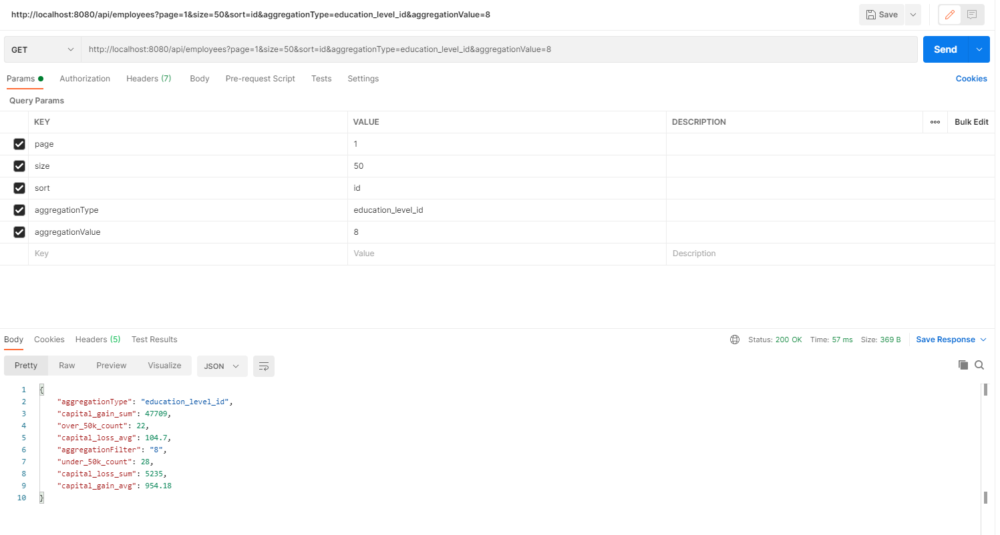 http://localhost:8080/api/employees?page=1&size=50&sort=id&aggregationType=education_level_id&aggregationValue=8 Save
GET http://localhost:8080/api/employees?page=1&size=50&sort=id&aggregationType=education_level_id&aggregationValue=8 Send
Params Authorization Headers (7) Body Pre-request Script Tests Settings Cookies
Query Params
KEY VALUE DESCRIPTION Bulk Edit
page 1
size 50
sort id
aggregationType education_level_id
aggregationValue 8
Key Value Description
Body Cookies Headers (5) Test Results Status: 200 OK Time: 57 ms Size: 369 B Save Response
Pretty Raw Preview Visualize JSON
1 {
2 "aggregationType": "education_level_id",
3 "capital_gain_sum": 47709,
4 "over_50k_count": 22,
5 "capital_loss_avg": 104.7,
6 "aggregationFilter": "8",
7 "under_50k_count": 28,
8 "capital_loss_sum": 5235,
9 "capital_gain_avg": 954.18
10 }